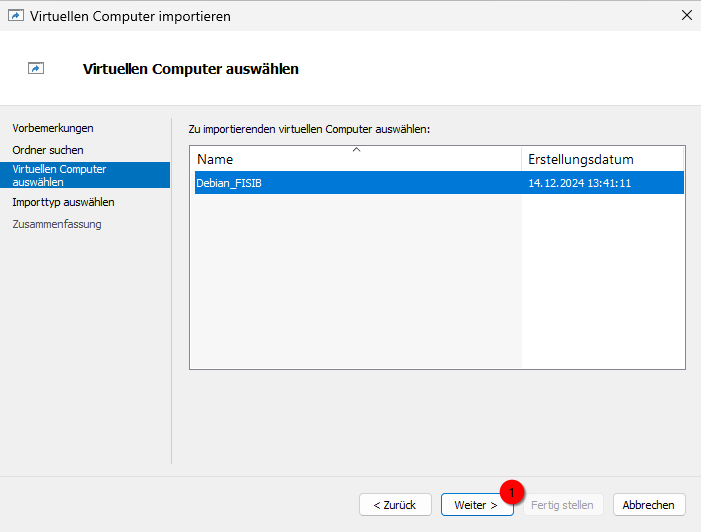 Virtuellen Computer importieren
Virtuellen Computer auswählen
Vorbemerkungen
Ordner suchen
Virtuellen Computer
auswählen
Importtyp auswählen
Zusammenfassung
Zu importierenden virtuellen Computer auswählen:
Name Erstellungsdatum
Debian_FISIB 14.12.2024 13:41:11
1
< Zurück Weiter > Fertig stellen Abbrechen